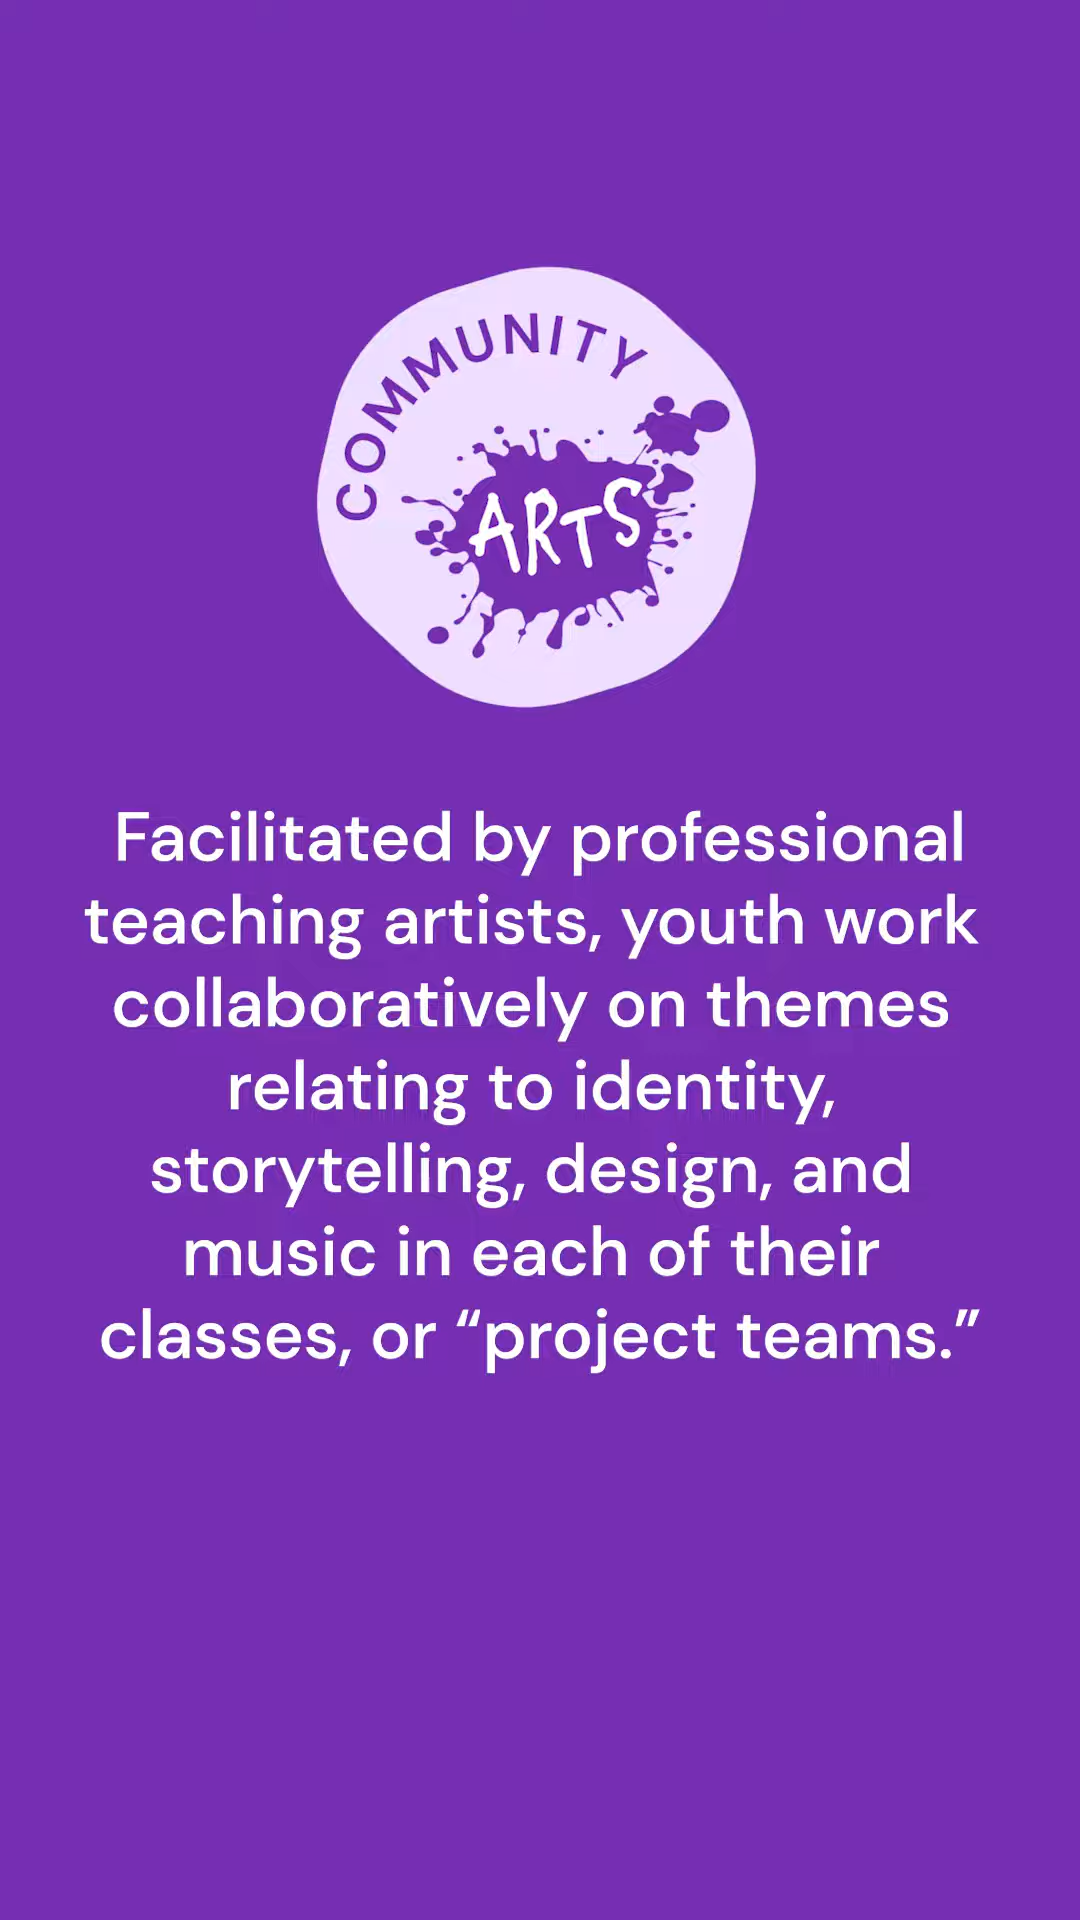 COMMUNITY
ARTS
Facilitated by professional
teaching artists, youth work
collaboratively on themes
relating to identity,
storytelling, design, and
music in each of their
classes, or “project teams.”